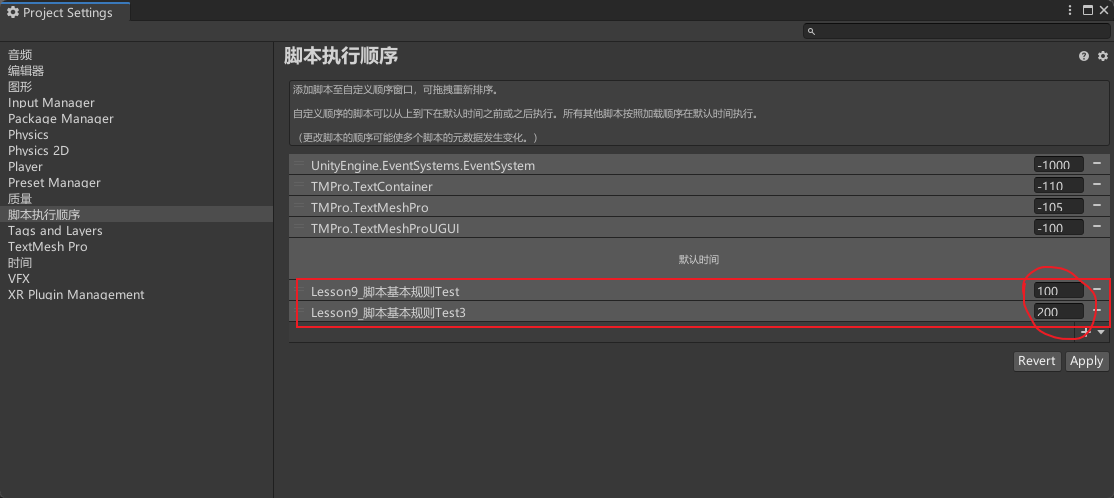 Project Settings
音频
编辑器
图形
Input Manager
Package Manager
Physics
Physics 2D
Player
Preset Manager
质量
脚本执行顺序
Tags and Layers
TextMesh Pro
时间
VFX
XR Plugin Management
脚本执行顺序
添加脚本至自定义顺序窗口，可拖拽重新排序。
自定义顺序的脚本可以从上到下在默认时间之前或之后执行。所有其他脚本按照加载顺序在默认时间执行。
（更改脚本的顺序可能使多个脚本的元数据发生变化。）
UnityEngine.EventSystems.EventSystem -1000
TMPro.TextContainer -110
TMPro.TextMeshPro -105
TMPro.TextMeshProUGUI -100
默认时间
Lesson9_脚本基本规则Test 100
Lesson9_脚本基本规则Test3 200
Revert Apply